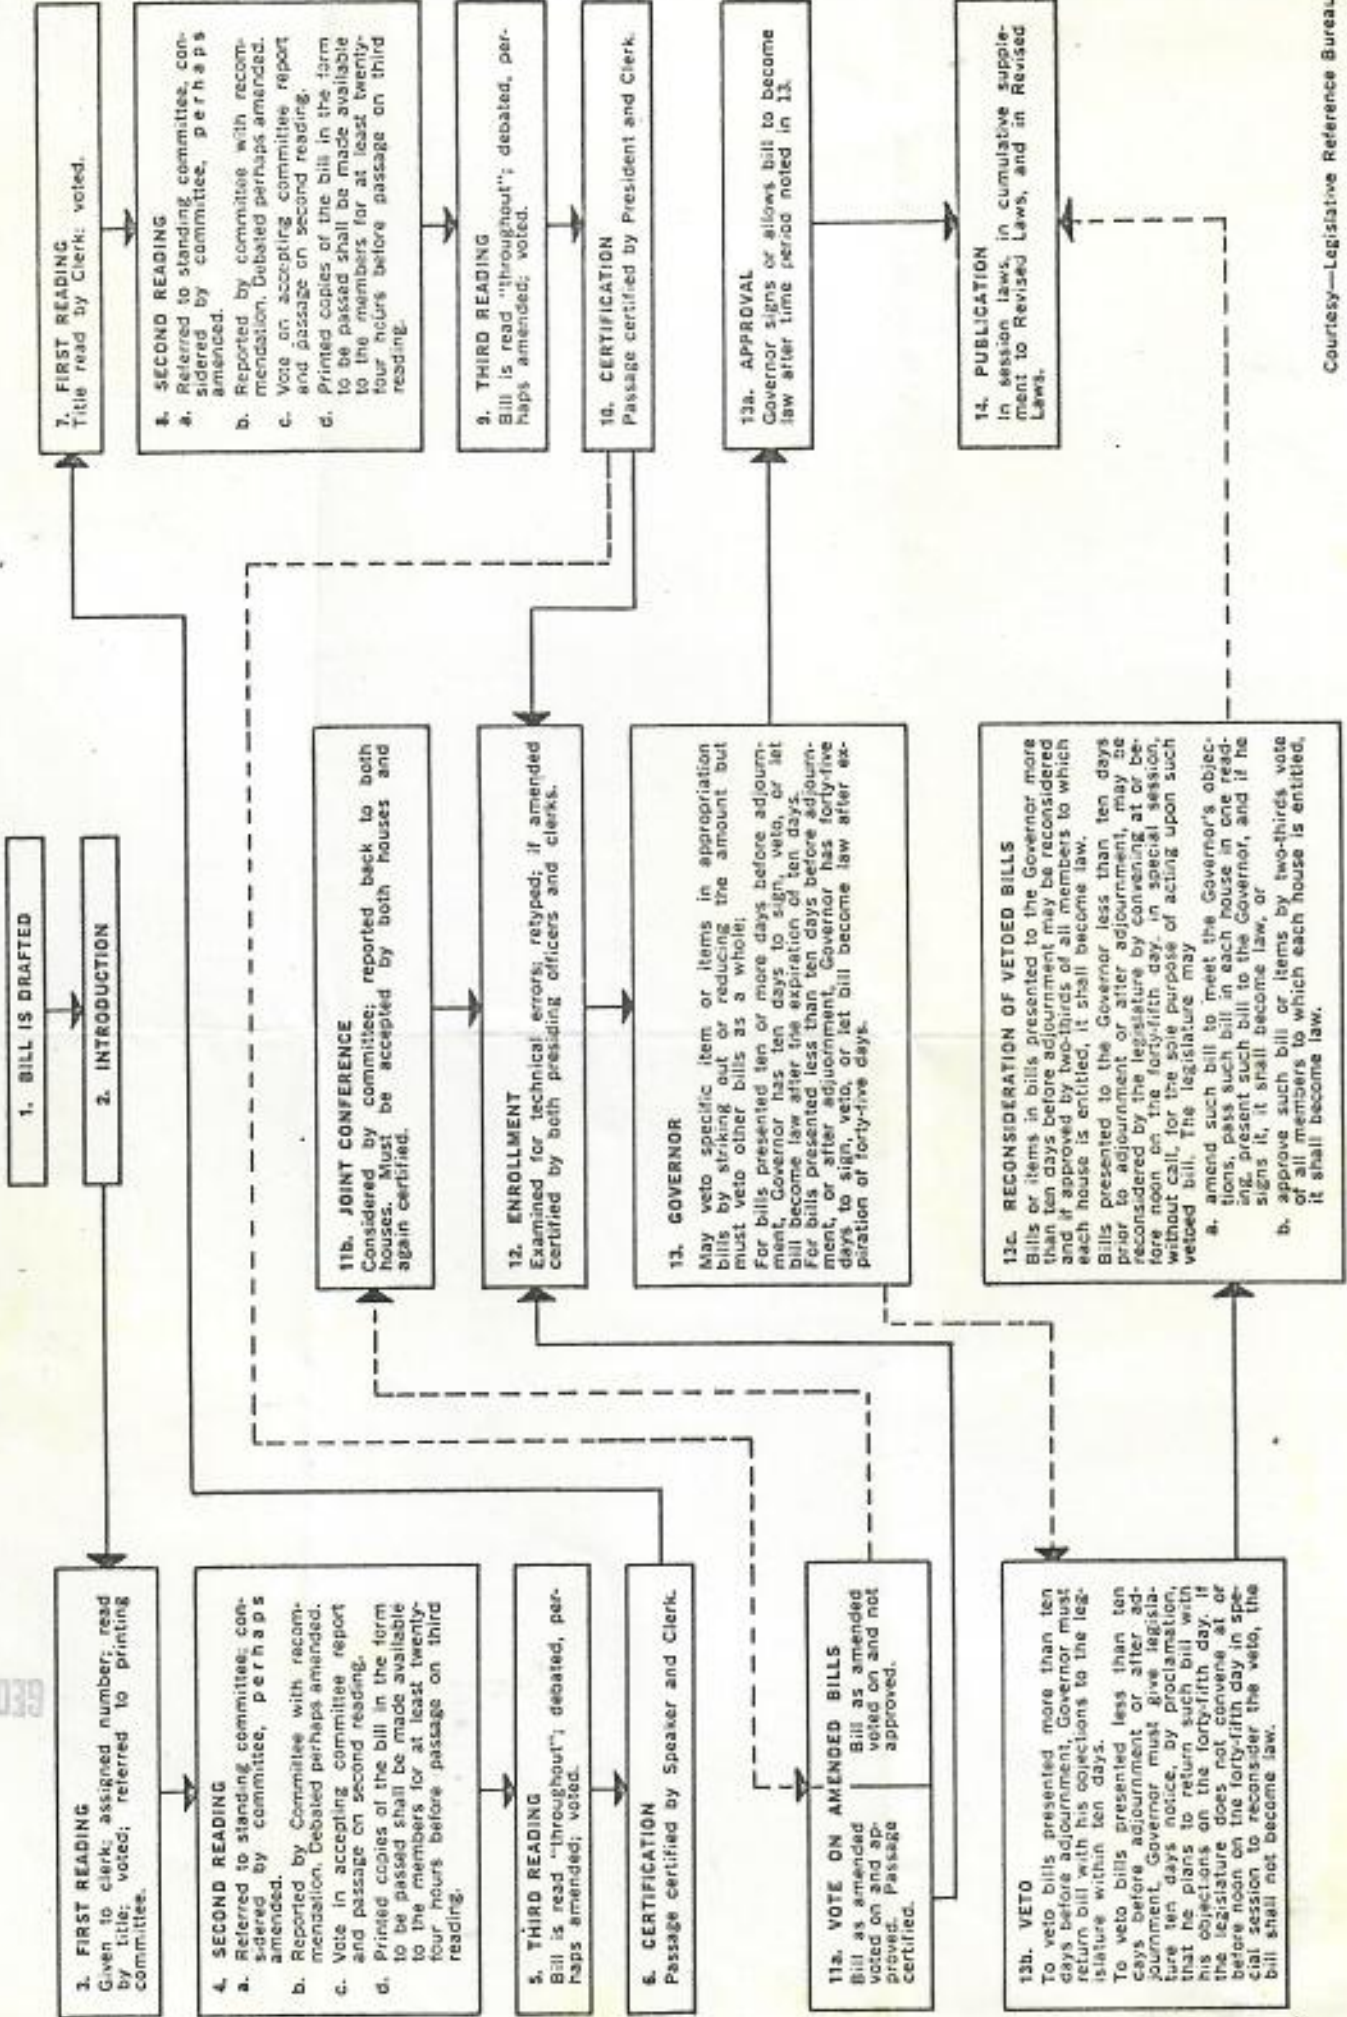 1. BILL IS DRAFTED
2. INTRODUCTION
3. FIRST READING
Given to clerk; assigned number; read
by title; voted; referred to printing
committee.
4. SECOND READING
a. Referred to standing committee; con-
sidered by committee, perhaps
amended.
b. Reported by Committee with recom-
mendation. Debated perhaps amended.
c. Vote in accepting committee report
and passage on second reading.
d. Printed copies of the bill in the form
to be passed shall be made available
to the members for at least twenty-
four hours before passage on third
reading.
5. THIRD READING
Bill is read "throughout"; debated, per-
haps amended; voted.
6. CERTIFICATION
Passage certified by Speaker and Clerk.
7. FIRST READING
Title read by Clerk; voted.
8. SECOND READING
a. Referred to standing committee, con-
sidered by committee, perhaps
amended.
b. Reported by committee with recom-
mendation. Debated perhaps amended.
c. Vote on accepting committee report
and passage on second reading.
d. Printed copies of the bill in the form
to be passed shall be made available
to the members for at least twenty-
four hours before passage on third
reading.
9. THIRD READING
Bill is read "throughout"; debated, per-
haps amended; voted.
10. CERTIFICATION
Passage certified by President and Clerk.
11a. VOTE ON AMENDED BILLS
Bill as amended
voted on and ap-
proved. Passage
certified.
Bill as amended
voted on and not
approved.
11b. JOINT CONFERENCE
Considered by committee; reported back to both
houses. Must be accepted by both houses and
again certified.
12. ENROLLMENT
Examined for technical errors; retyped; if amended
certified by both presiding officers and clerks.
13. GOVERNOR
May veto specific item or items in appropriation
bills by striking out or reducing the amount but
must veto other bills as a whole;
For bills presented ten or more days before adjourn-
ment, Governor has ten days to sign, veto, or let
bill become law after the expiration of ten days.
For bills presented less than ten days before adjourn-
ment, or after adjuornment, Governor has forty-five
days to sign, veto, or let bill become law after ex-
piration of forty-five days.
13a. APPROVAL
Governor signs or allows bill to become
law after time period noted in 13.
13b. VETO
To veto bills presented more than ten
days before adjournment, Governor must
return bill with his objections to the leg-
islature within ten days.
To veto bills presented less than ten
days before adjournment or after ad-
journment, Governor must give legisla-
ture ten days notice, by proclamation,
that he plans to return such bill with
his objections on the forty-fifth day. If
the legislature does not convene at or
before noon on the forty-fifth day in spe-
cial session to reconsider the veto, the
bill shall not become law.
13c. RECONSIDERATION OF VETOED BILLS
Bills or items in bills presented to the Governor more
than ten days before adjournment may be reconsidered
and if approved by two-thirds of all members to which
each house is entitled, it shall become law.
Bills presented to the Governor less than ten days
prior to adjournment or after adjournment, may be
reconsidered by the legislature by convening at or be-
fore noon on the forty-fifth day, in special session,
without call, for the sole purpose of acting upon such
vetoed bill. The legislature may
a. amend such bill to meet the Governor's objec-
tions, pass such bill in each house in one read-
ing, present such bill to the Governor, and if he
signs it, it shall become law, or
b. approve such bill or items by two-thirds vote
of all members to which each house is entitled,
it shall become law.
14. PUBLICATION
In session laws, in cumulative supple-
ment to Revised Laws, and in Revised
Laws.
Courtesy—Legislative Reference Bureau